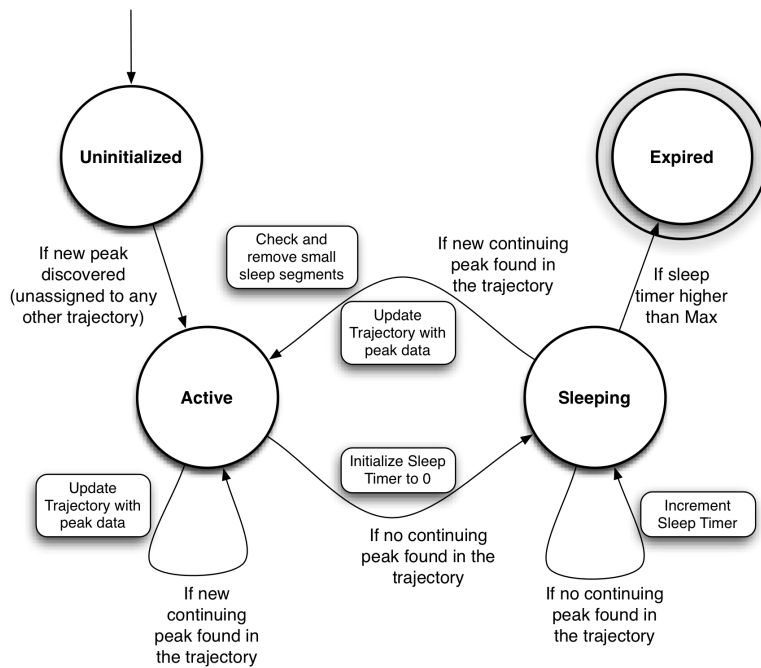 Uninitialized
Expired
If new peak
discovered
(unassigned to any
other trajectory)
Check and
remove small
sleep segments
If new continuing
peak found in
the trajectory
If sleep
timer higher
than Max
Update
Trajectory with
peak data
Active
Sleeping
Initialize Sleep
Timer to 0
Update
Trajectory with
peak data
Increment
Sleep Timer
If no continuing
peak found in the
trajectory
If new
continuing
peak found in
the trajectory
If no continuing
peak found in
the trajectory